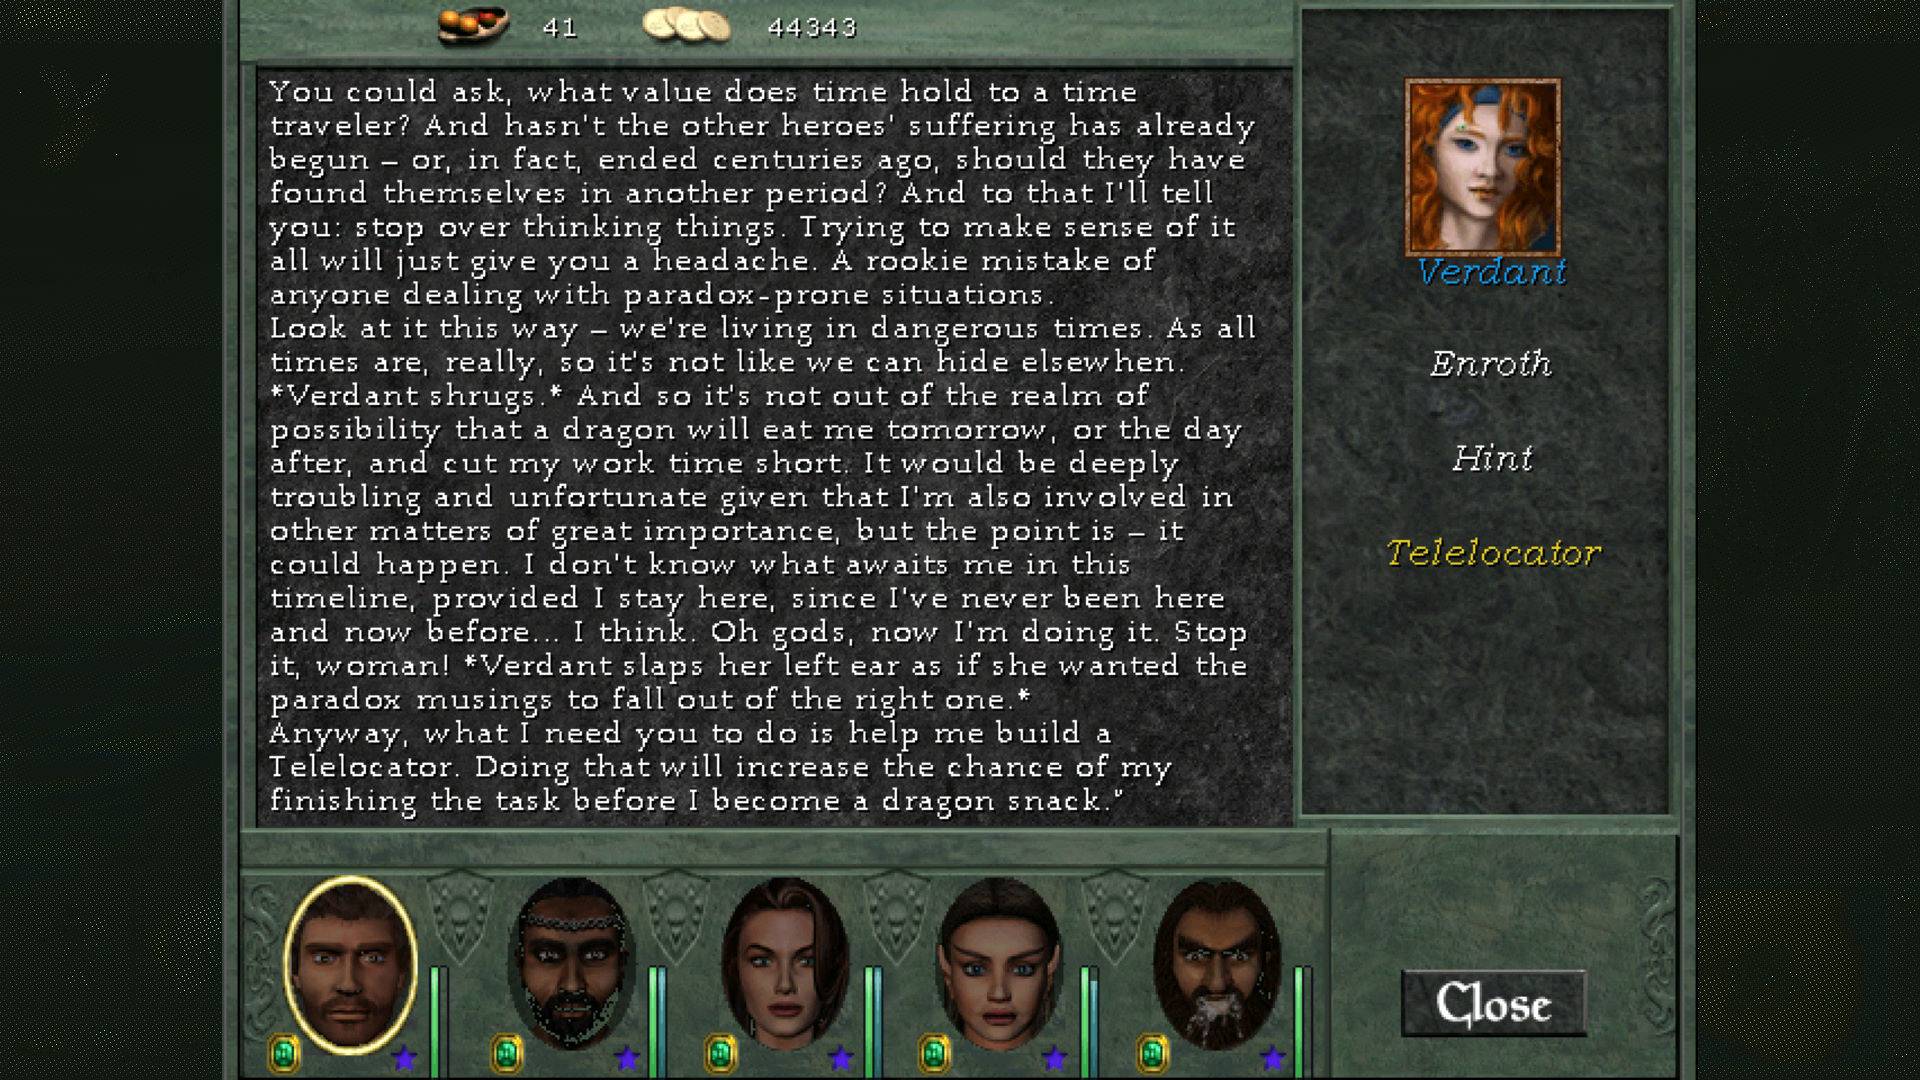 41 44343
You could ask, what value does time hold to a time
traveler? And hasn't the other heroes' suffering has already
begun – or, in fact, ended centuries ago, should they have
found themselves in another period? And to that I'll tell
you: stop over thinking things. Trying to make sense of it
all will just give you a headache. A rookie mistake of
anyone dealing with paradox-prone situations.
Look at it this way – we're living in dangerous times. As all
times are, really, so it's not like we can hide elsewhen.
*Verdant shrugs.* And so it's not out of the realm of
possibility that a dragon will eat me tomorrow, or the day
after, and cut my work time short. It would be deeply
troubling and unfortunate given that I'm also involved in
other matters of great importance, but the point is – it
could happen. I don't know what awaits me in this
timeline, provided I stay here, since I've never been here
and now before... I think. Oh gods, now I'm doing it. Stop
it, woman! *Verdant slaps her left ear as if she wanted the
paradox musings to fall out of the right one.*
Anyway, what I need you to do is help me build a
Telelocator. Doing that will increase the chance of my
finishing the task before I become a dragon snack."
Verdant
Enroth
Hint
Telelocator
Close